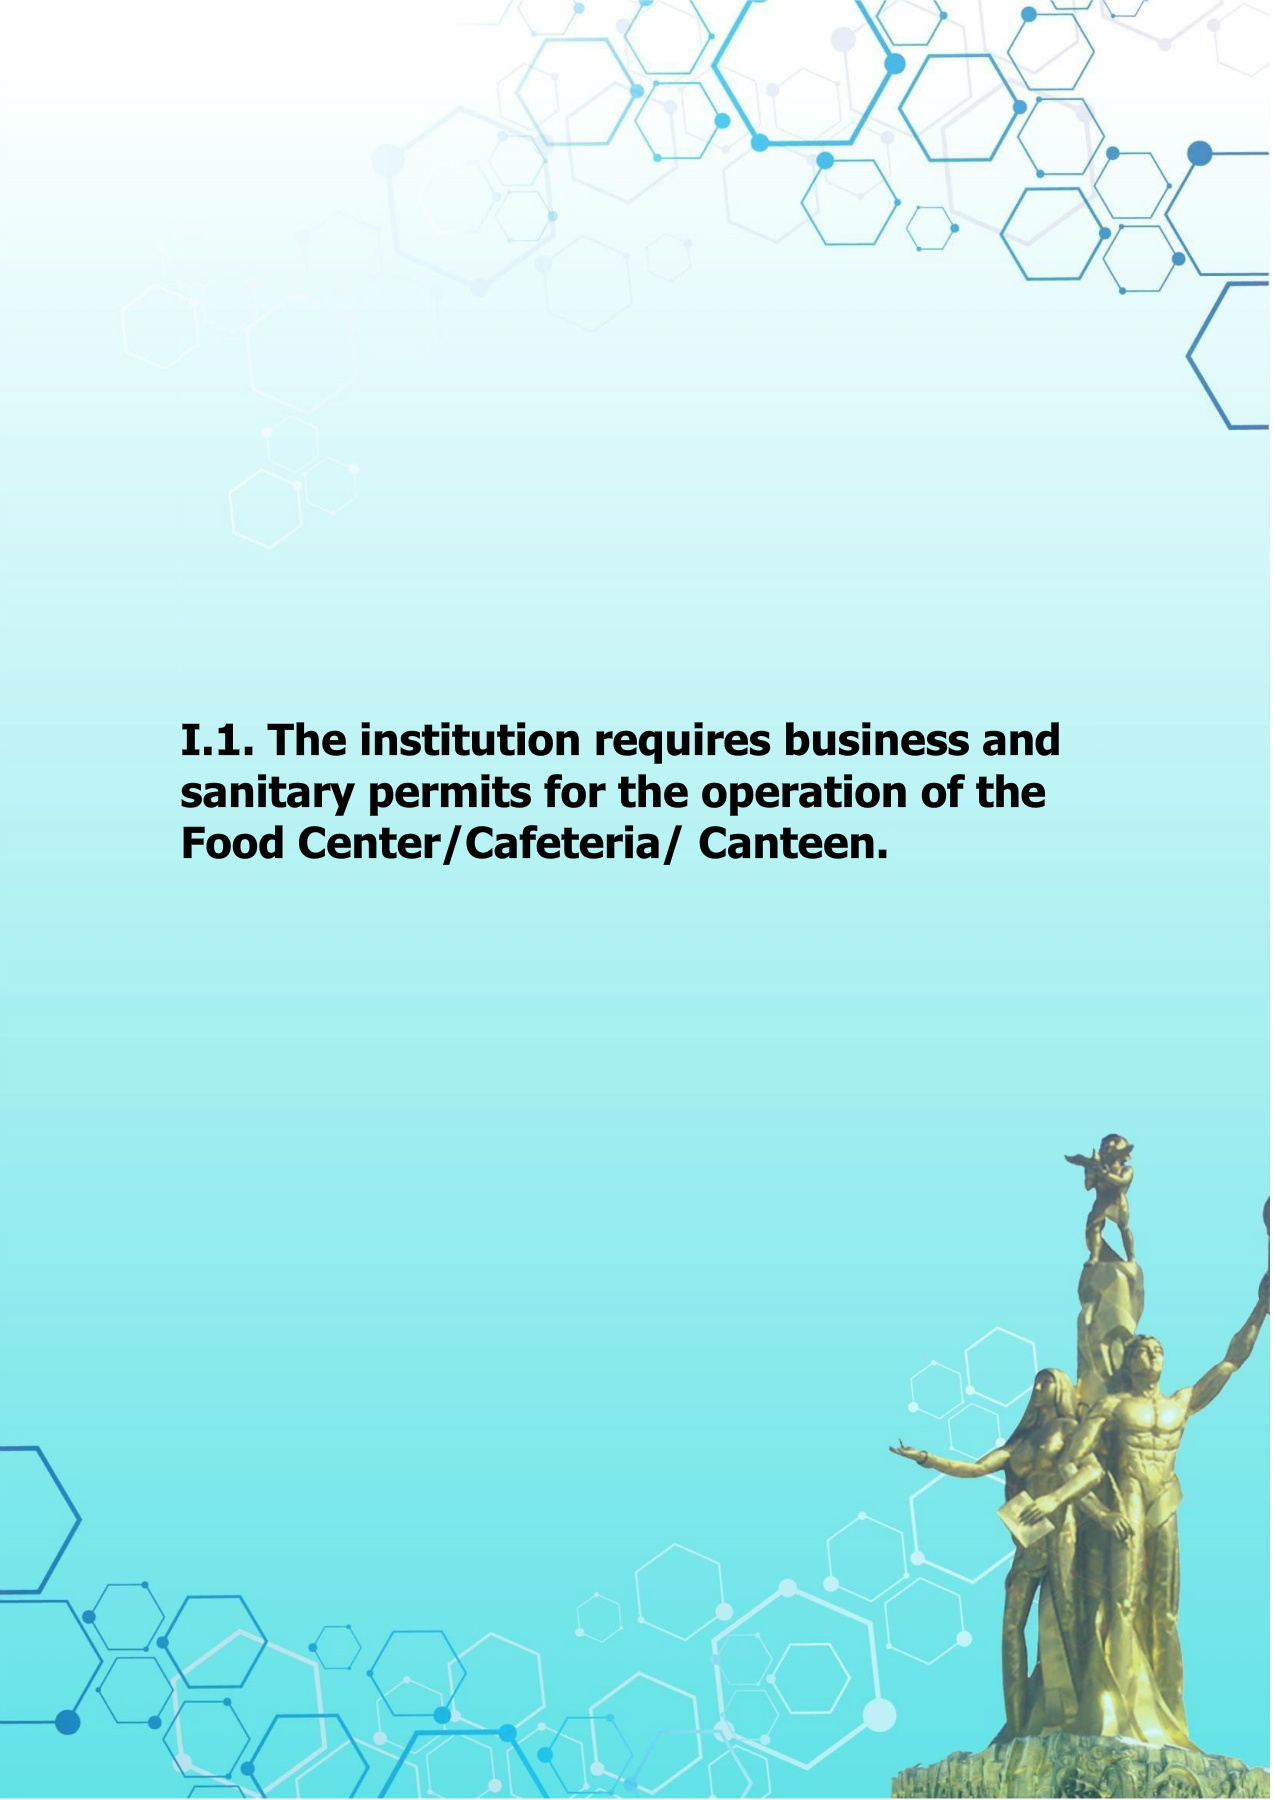 I.1. The institution requires business and
sanitary permits for the operation of the
Food Center/Cafeteria/ Canteen.